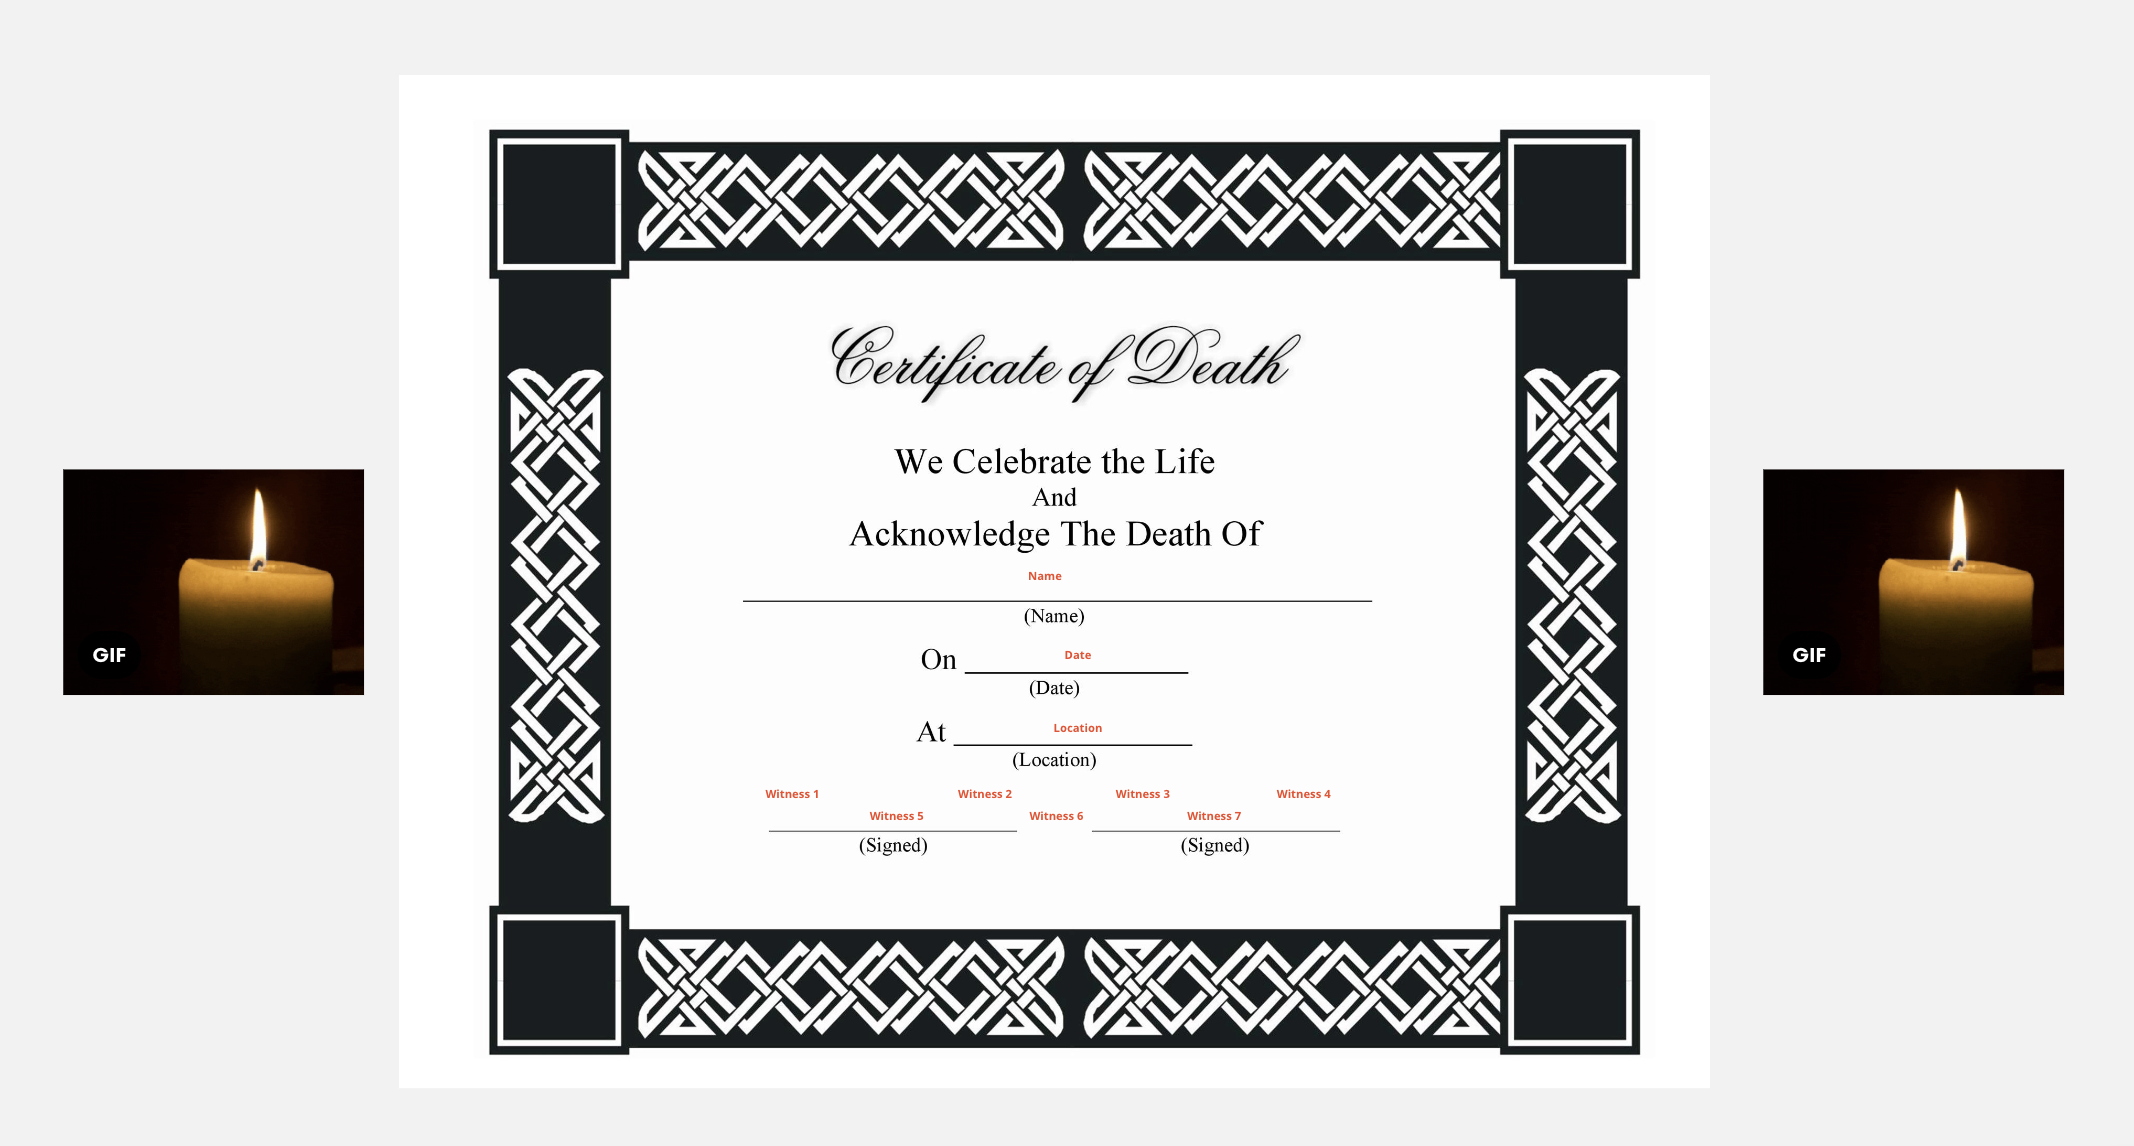 Certificate of Death
We Celebrate the Life
And
Acknowledge The Death Of
Name
(Name)
On Date
(Date)
At Location
(Location)
Witness 1 Witness 2 Witness 3 Witness 4
Witness 5 Witness 6 Witness 7
(Signed) (Signed)
GIF
GIF